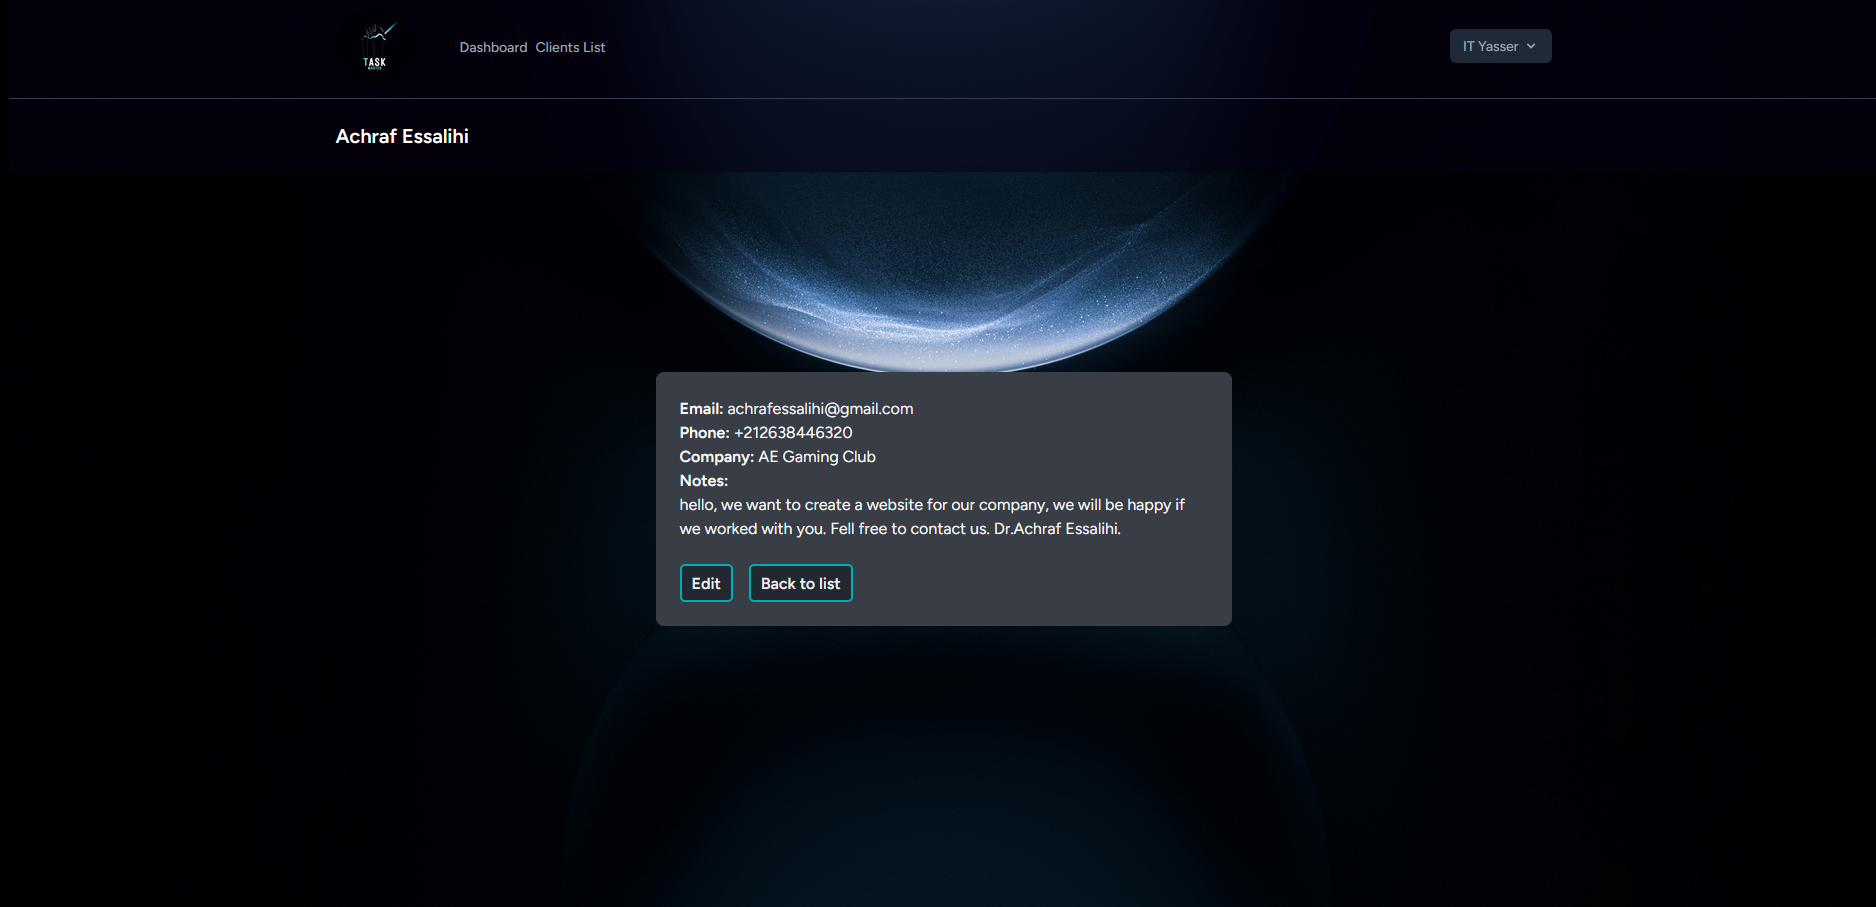 TASK
MASTER
Dashboard Clients List
IT Yasser
Achraf Essalihi
Email: achrafessalihi@gmail.com
Phone: +212638446320
Company: AE Gaming Club
Notes:
hello, we want to create a website for our company, we will be happy if
we worked with you. Fell free to contact us. Dr.Achraf Essalihi.
Edit
Back to list